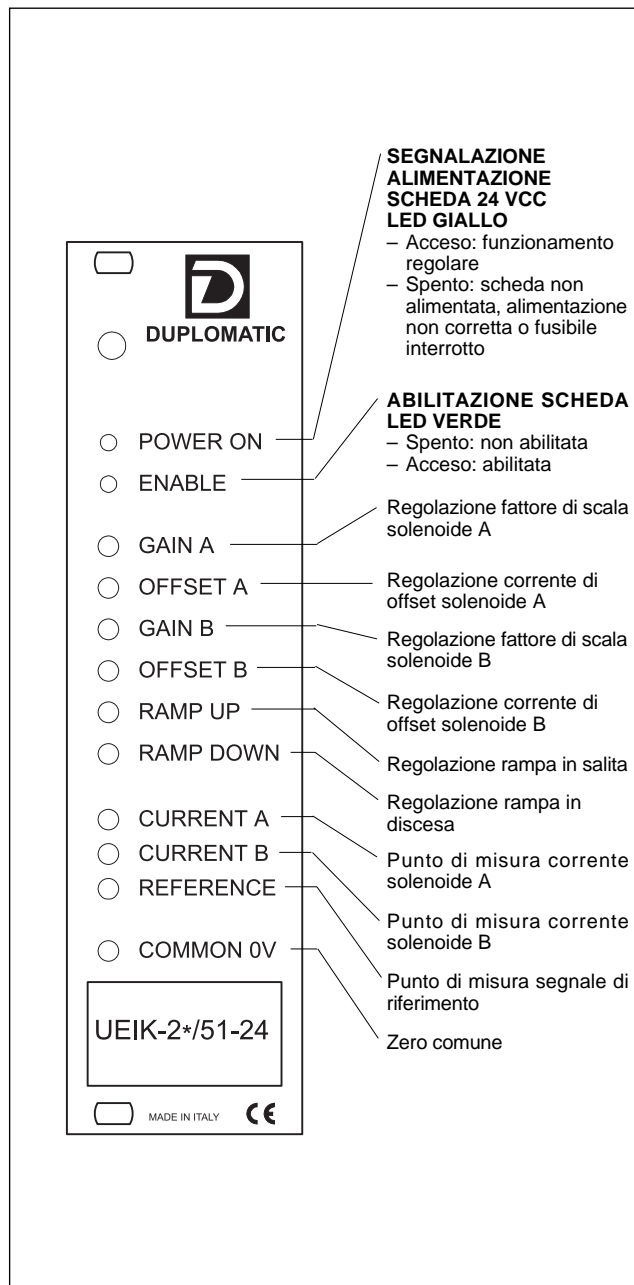 DUPLOMATIC
POWER ON
ENABLE
GAIN A
OFFSET A
GAIN B
OFFSET B
RAMP UP
RAMP DOWN
CURRENT A
CURRENT B
REFERENCE
COMMON 0V
UEIK-2*/51-24
MADE IN ITALY CE
SEGNALAZIONE
ALIMENTAZIONE
SCHEDA 24 VCC
LED GIALLO
– Acceso: funzionamento
regolare
– Spento: scheda non
alimentata, alimentazione
non corretta o fusibile
interrotto
ABILITAZIONE SCHEDA
LED VERDE
– Spento: non abilitata
– Acceso: abilitata
Regolazione fattore di scala
solenoide A
Regolazione corrente di
offset solenoide A
Regolazione fattore di scala
solenoide B
Regolazione corrente di
offset solenoide B
Regolazione rampa in salita
Regolazione rampa in
discesa
Punto di misura corrente
solenoide A
Punto di misura corrente
solenoide B
Punto di misura segnale di
riferimento
Zero comune